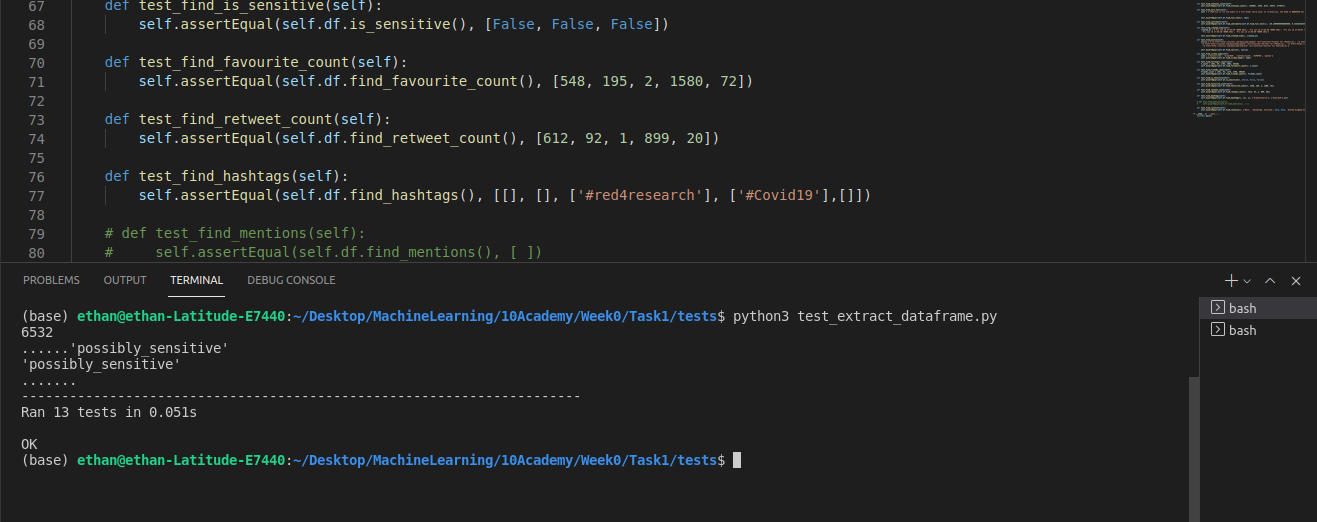 67 def test_find_is_sensitive(self):
68 self.assertEqual(self.df.is_sensitive(), [False, False, False])
69
70 def test_find_favourite_count(self):
71 self.assertEqual(self.df.find_favourite_count(), [548, 195, 2, 1580, 72])
72
73 def test_find_retweet_count(self):
74 self.assertEqual(self.df.find_retweet_count(), [612, 92, 1, 899, 20])
75
76 def test_find_hashtags(self):
77 self.assertEqual(self.df.find_hashtags(), [[], [], ['#red4research'], ['#Covid19'],[]])
78
79 # def test_find_mentions(self):
80 #     self.assertEqual(self.df.find_mentions(), [ ])
PROBLEMS OUTPUT TERMINAL DEBUG CONSOLE
(base) ethan@ethan-Latitude-E7440:~/Desktop/MachineLearning/10Academy/Week0/Task1/tests$ python3 test_extract_dataframe.py
6532
......'possibly_sensitive'
'possibly_sensitive'
.......
----------------------------------------------------------------------
Ran 13 tests in 0.051s
OK
(base) ethan@ethan-Latitude-E7440:~/Desktop/MachineLearning/10Academy/Week0/Task1/tests$
bash
bash